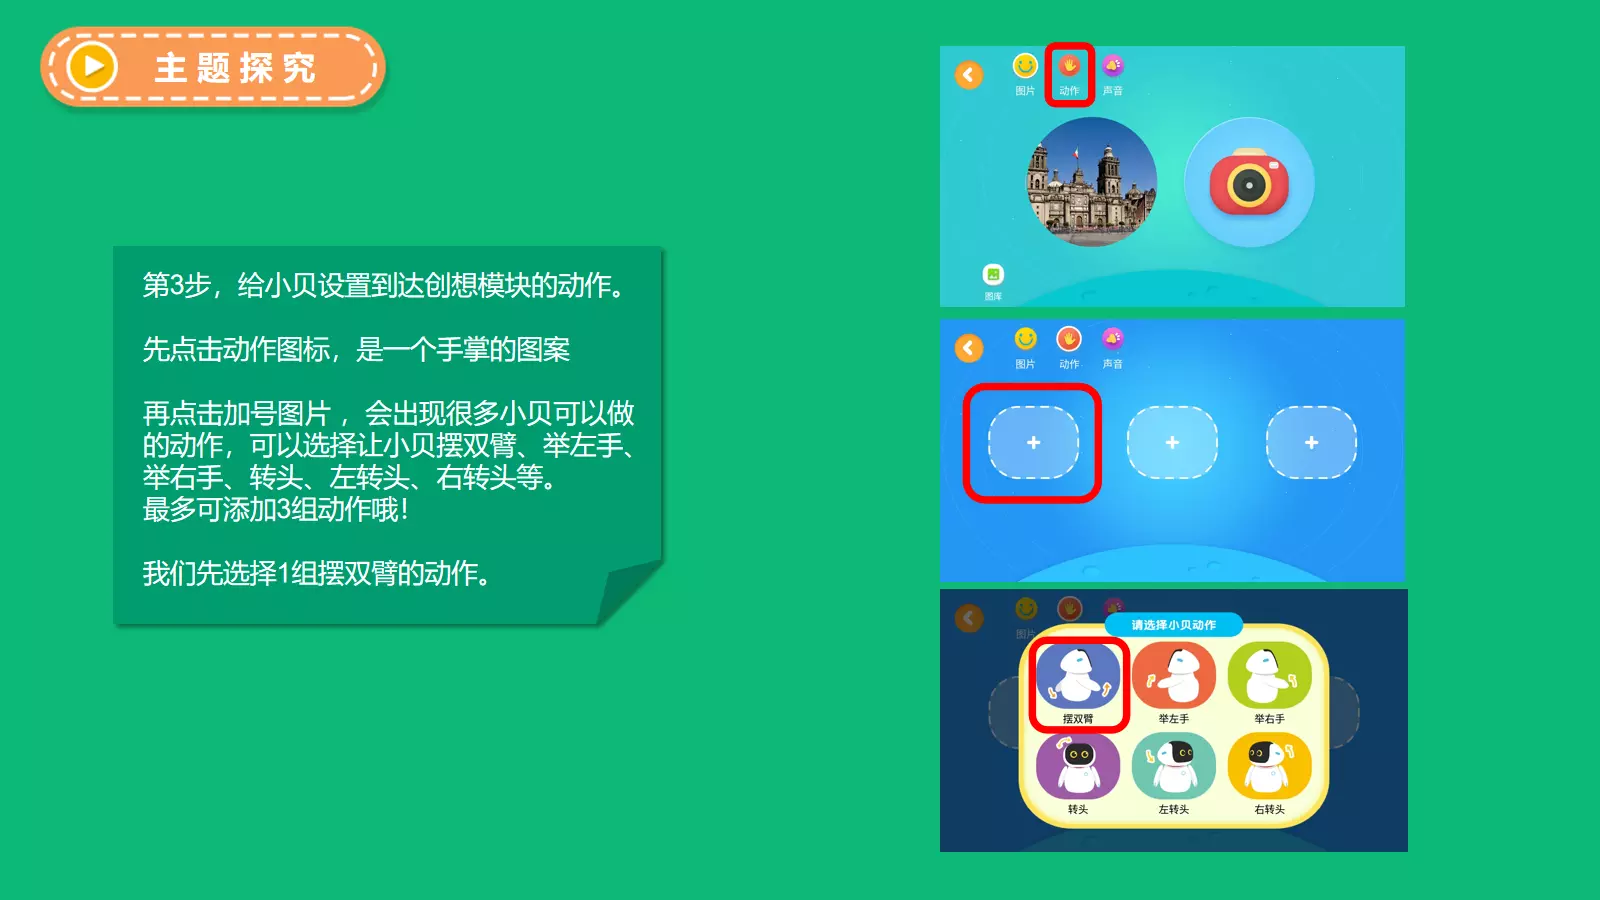 主题探究
第3步，给小贝设置到达创想模块的动作。
先点击动作图标，是一个手掌的图案
再点击加号图片 ，会出现很多小贝可以做
的动作，可以选择让小贝摆双臂、举左手、
举右手、转头、左转头、右转头等。
最多可添加3组动作哦！
我们先选择1组摆双臂的动作。
图片 动作 声音
图库
图片 动作 声音
图片
请选择小贝动作
摆双臂 举左手 举右手
转头 左转头 右转头